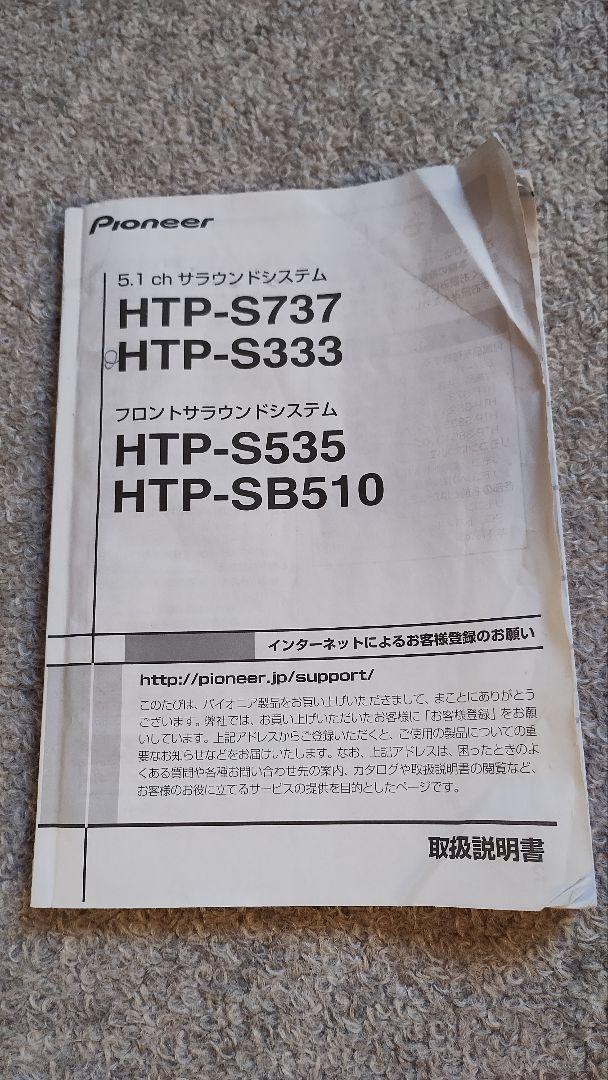 Pioneer
5.1 ch サラウンドシステム
HTP-S737
HTP-S333
フロントサラウンドシステム
HTP-S535
HTP-SB510
インターネットによるお客様登録のお願い
http://pioneer.jp/support/
このたびは、パイオニア製品をお買い上げいただきまして、まことにありがとう
ございます。弊社では、お買い上げいただいたお客様に「お客様登録」をお願
いしています。上記アドレスからご登録いただくと、ご使用の製品についての重
要なお知らせなどをお届けいたします。なお、上記アドレスは、困ったときのよ
くある質問や各種お問い合わせ先の案内、カタログや取扱説明書の閲覧など、
お客様のお役に立てるサービスの提供を目的としたページです。
取扱説明書